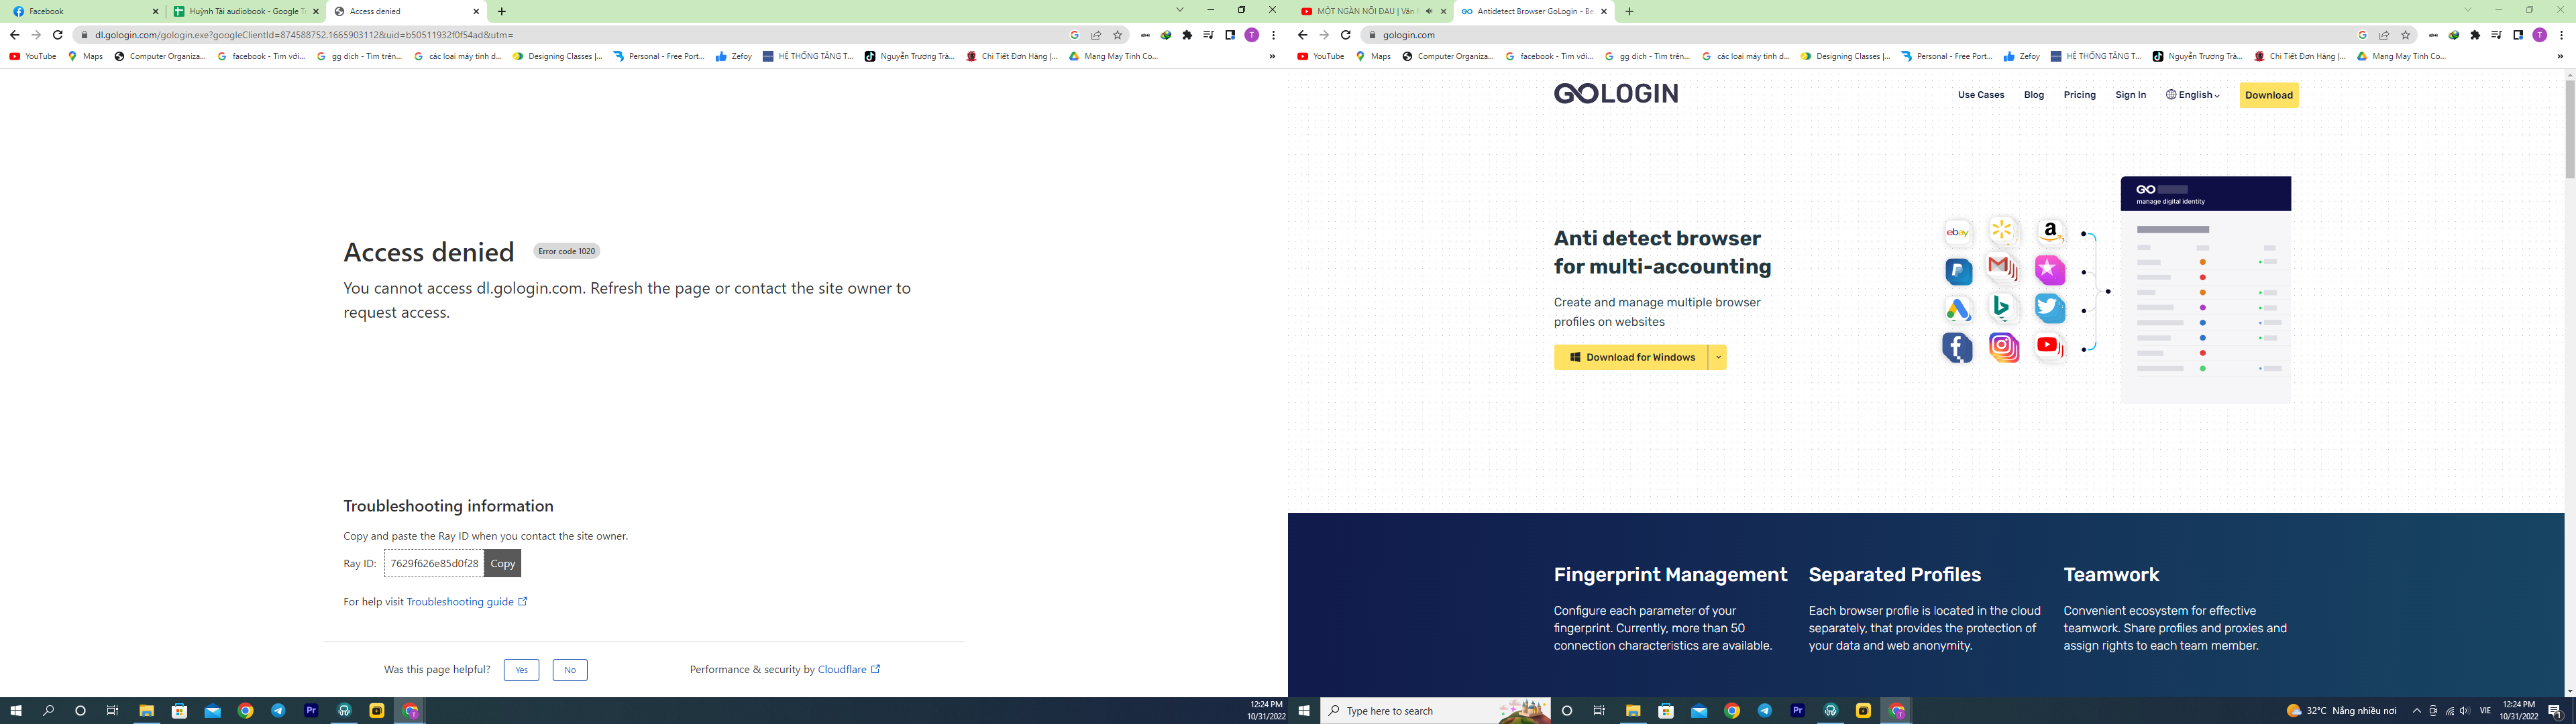 Facebook
Huỳnh Tài audiobook - Google Tr
Access denied
dl.gologin.com/gologin.exe?googleClientId=874588752.1665903112&uid=b50511932f0f54ad&utm=
YouTube
Maps
Computer Organiza...
facebook - Tìm với...
gg dịch - Tìm trên...
các loại máy tính d...
Designing Classes |...
Personal - Free Port...
Zefoy
HỆ THỐNG TĂNG T...
Nguyễn Trương Trà...
Chi Tiết Đơn Hàng |...
Mang May Tinh Co...
Access denied
Error code 1020
You cannot access dl.gologin.com. Refresh the page or contact the site owner to
request access.
Troubleshooting information
Copy and paste the Ray ID when you contact the site owner.
Ray ID:
7629f626e85d0f28
Copy
For help visit Troubleshooting guide
Was this page helpful?
Yes
No
Performance & security by Cloudflare
12:24 PM
10/31/2022
MỘT NGÀN NỖI ĐAU | Văn
Antidetect Browser GoLogin - Be
gologin.com
YouTube
Maps
Computer Organiza...
facebook - Tìm với...
gg dịch - Tìm trên...
các loại máy tính d...
Designing Classes |...
Personal - Free Port...
Zefoy
HỆ THỐNG TĂNG T...
Nguyễn Trương Trà...
Chi Tiết Đơn Hàng |...
Mang May Tinh Co...
GOLOGIN
Use Cases
Blog
Pricing
Sign In
English
Download
Anti detect browser
for multi-accounting
Create and manage multiple browser
profiles on websites
Download for Windows
ebay
a
GO
manage digital identity
Fingerprint Management
Configure each parameter of your
fingerprint. Currently, more than 50
connection characteristics are available.
Separated Profiles
Each browser profile is located in the cloud
separately, that provides the protection of
your data and web anonymity.
Teamwork
Convenient ecosystem for effective
teamwork. Share profiles and proxies and
assign rights to each team member.
Type here to search
Pr
32°C Nắng nhiều nơi
VIE
12:24 PM
10/31/2022